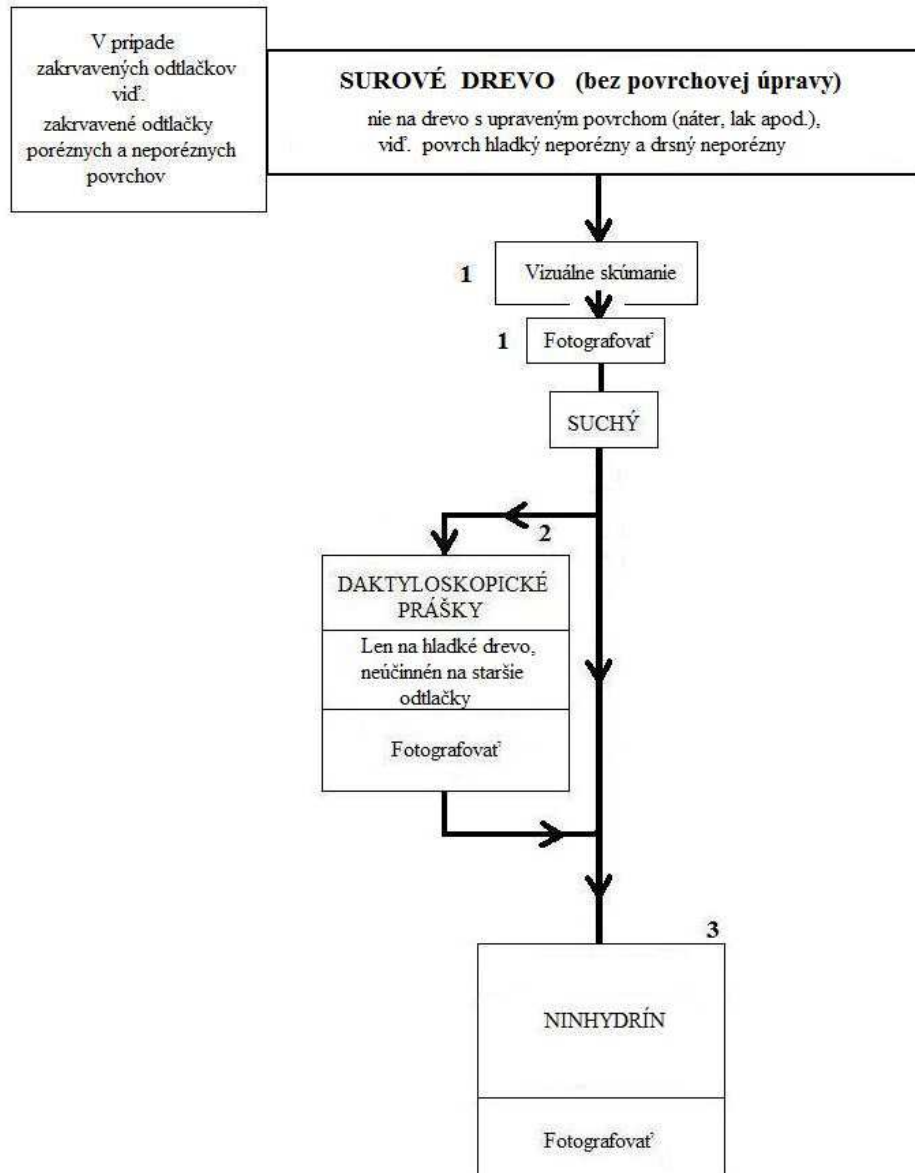 V prípade
zakrvavených odtlačkov
viď.
zakrvavené odtlačky
poréznych a neporéznych
povrchov
SUROVÉ DREVO (bez povrchovej úpravy)
nie na drevo s upraveným povrchom (náter, lak apod.),
viď. povrch hladký neporézny a drsný neporézny
1
Vizuálne skúmanie
1
Fotografovať
SUCHÝ
2
DAKTYLOSKOPICKÉ
PRÁŠKY
Len na hladké drevo,
neúčinnén na staršie
odtlačky
Fotografovať
3
NINHYDRÍN
Fotografovať